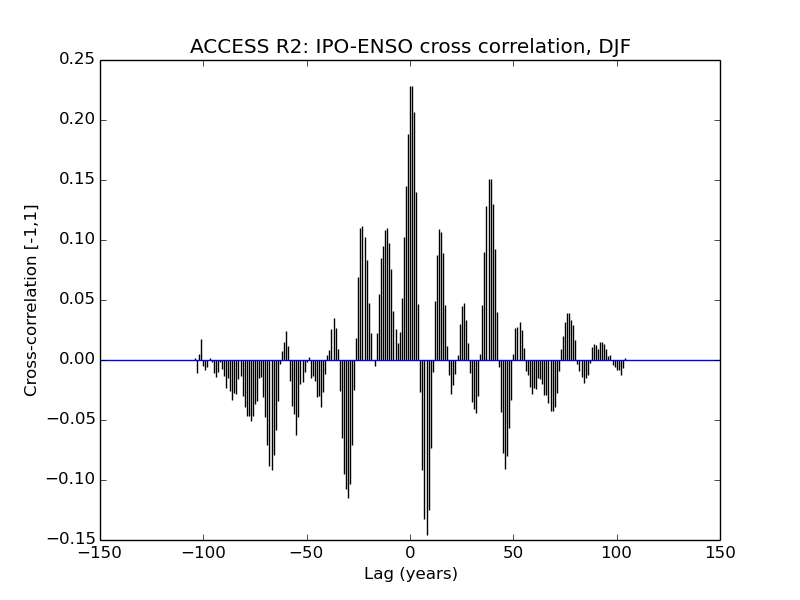 ACCESS R2: IPO-ENSO cross correlation, DJF
0.25
0.20
0.15
0.10
0.05
0.00
−0.05
−0.10
−0.15
Cross-correlation [-1,1]
−150 −100 −50 0 50 100 150
Lag (years)